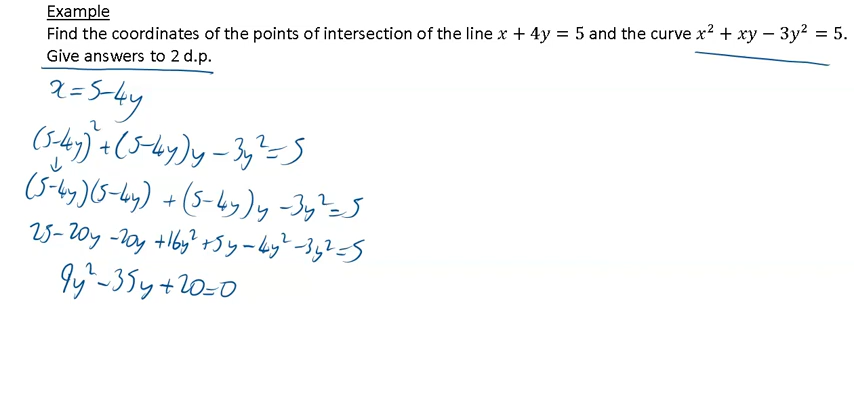 Example
Find the coordinates of the points of intersection of the line x + 4y = 5 and the curve x² + xy − 3y² = 5.
Give answers to 2 d.p.
x = 5-4y
(5-4y)² + (5-4y)y - 3y² = 5
↓
(5-4y)(5-4y) + (5-4y)y - 3y² = 5
25 - 20y - 20y + 16y² + 5y - 4y² - 3y² = 5
9y² - 35y + 20 = 0